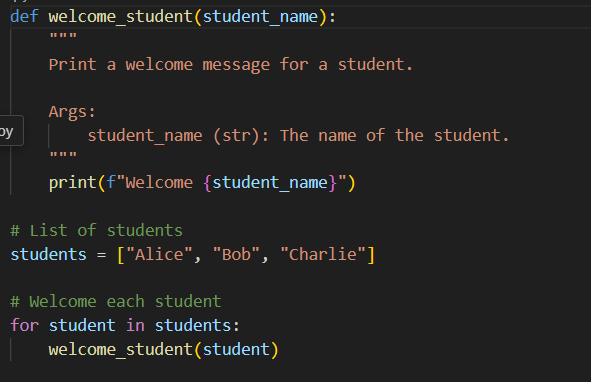 def welcome_student(student_name):
    """
    Print a welcome message for a student.

    Args:
        student_name (str): The name of the student.
py
    """
    print(f"Welcome {student_name}")

# List of students
students = ["Alice", "Bob", "Charlie"]

# Welcome each student
for student in students:
    welcome_student(student)